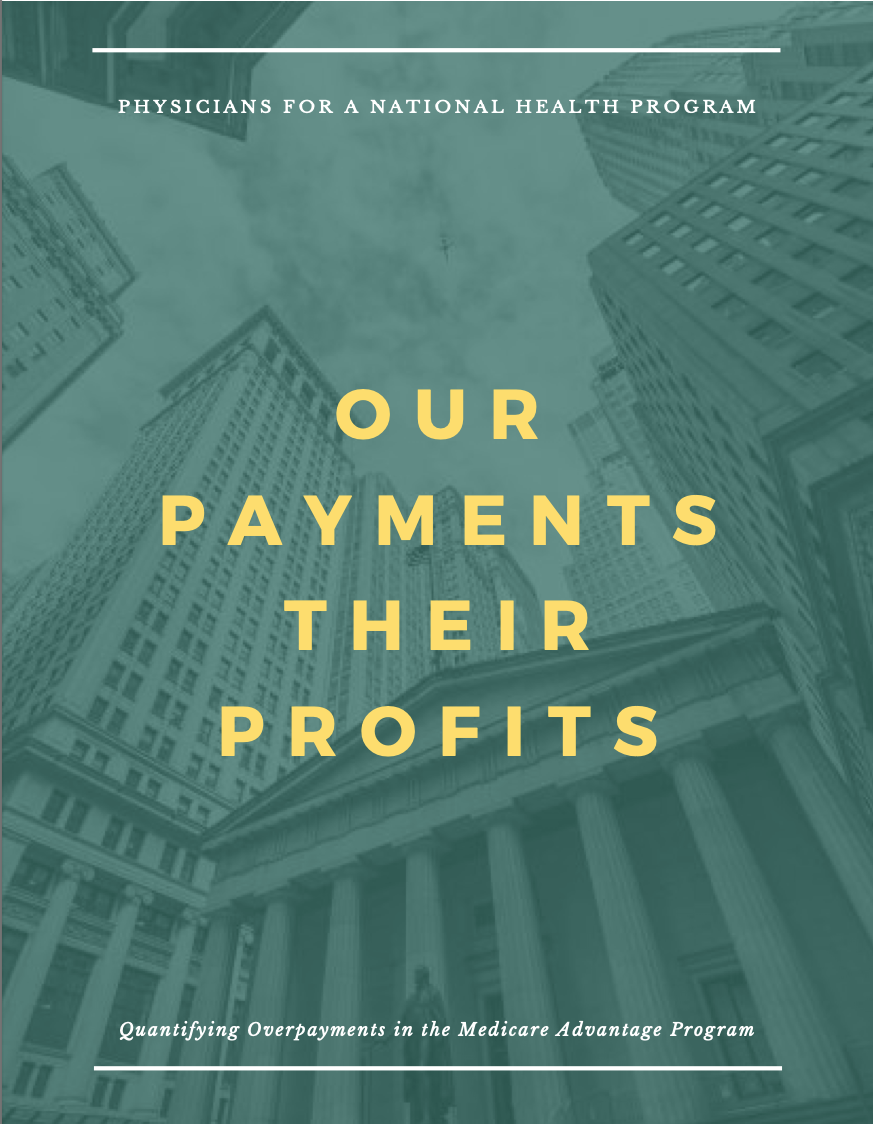 PHYSICIANS FOR A NATIONAL HEALTH PROGRAM
OUR
PAYMENTS
THEIR
PROFITS
Quantifying Overpayments in the Medicare Advantage Program